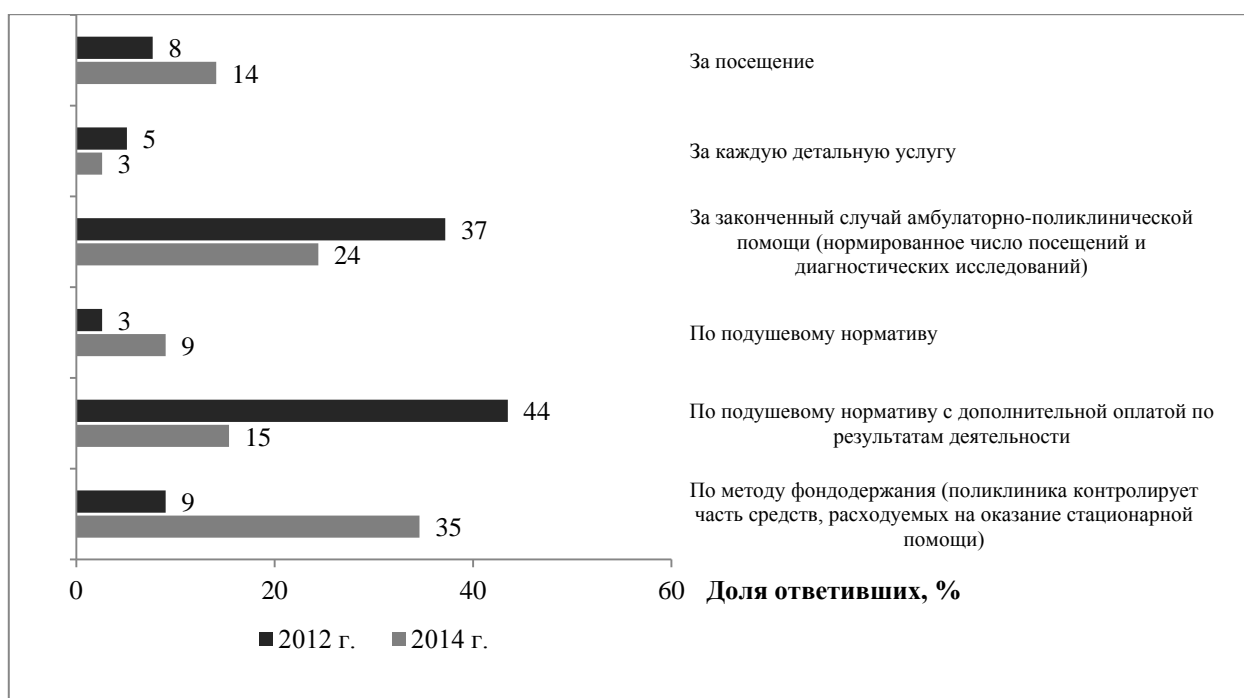 8
14
За посещение
5
3
За каждую детальную услугу
37
24
За законченный случай амбулаторно-поликлинической
помощи (нормированное число посещений и
диагностических исследований)
3
9
По подушевому нормативу
44
15
По подушевому нормативу с дополнительной оплатой по
результатам деятельности
9
35
По методу фондодержания (поликлиника контролирует
часть средств, расходуемых на оказание стационарной
помощи)
0 20 40 60 Доля ответивших, %
2012 г. 2014 г.